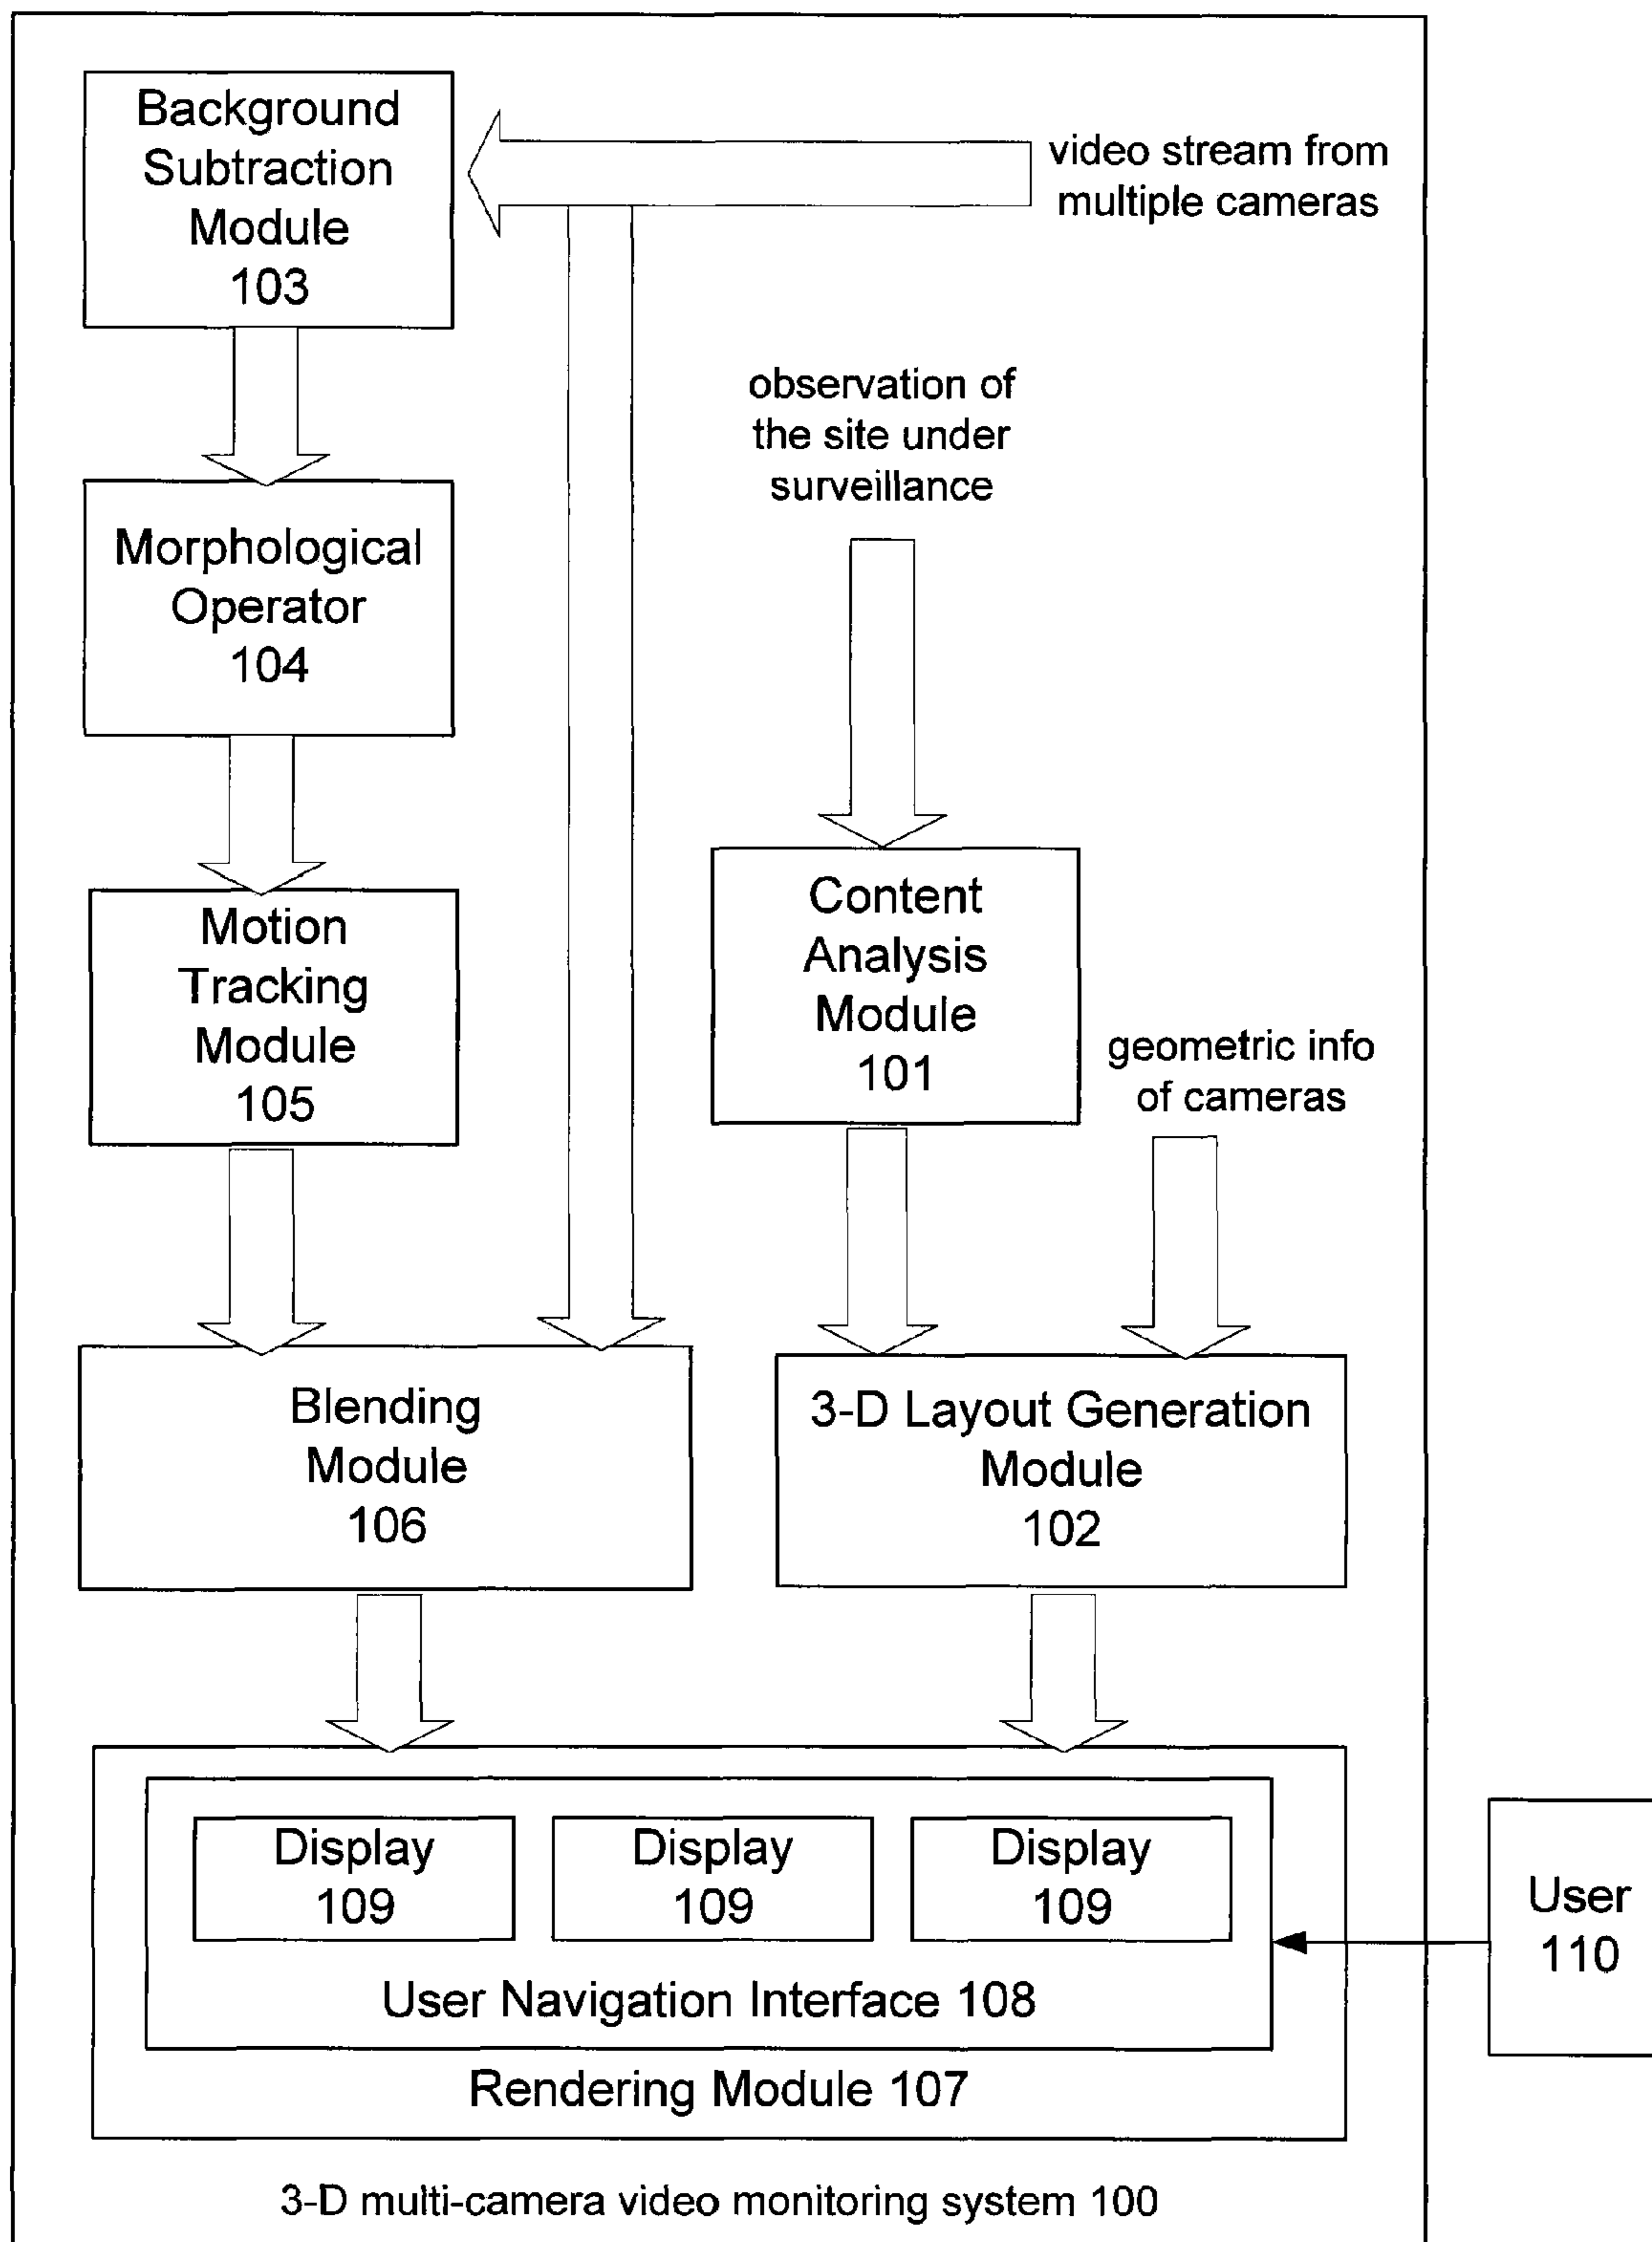 Background
Subtraction
Module
103
video stream from
multiple cameras
observation of
the site under
surveillance
Morphological
Operator
104
Motion
Tracking
Module
105
Content
Analysis
Module
101
geometric info
of cameras
Blending
Module
106
3-D Layout Generation
Module
102
Display
109
Display
109
Display
109
User Navigation Interface 108
Rendering Module 107
User
110
3-D multi-camera video monitoring system 100